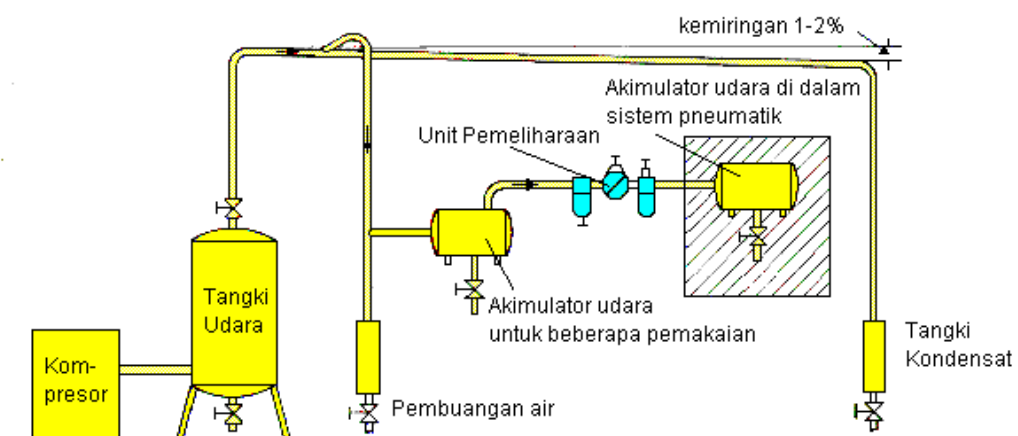 kemiringan 1-2%
Akimulator udara di dalam
sistem pneumatik
Unit Pemeliharaan
Tangki
Udara
Akimulator udara
untuk beberapa pemakaian
Kom-
presor
Tangki
Kondensat
Pembuangan air